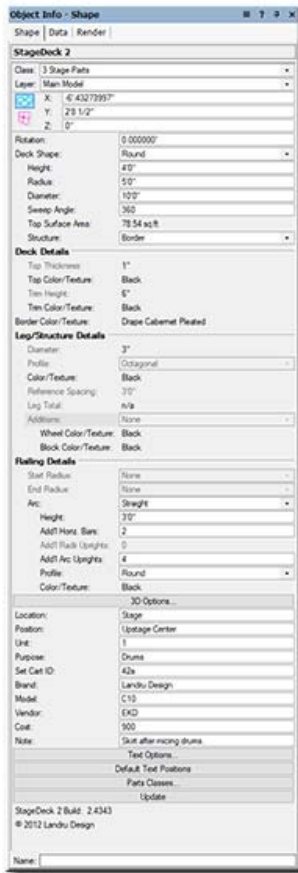 Object Info - Shape
Shape Data Render
StageDeck 2
Class: 3 Stage Parts
Layer: Main Model
X: -6'.43273957"
Y: 2'8 1/2"
Z: 0"
Rotation: 0.000000°
Deck Shape: Round
Height: 4'0"
Radius: 5'0"
Diameter: 10'0"
Sweep Angle: 360
Top Surface Area: 78.54 sq ft
Structure: Border
Deck Details
Top Thickness: 1"
Top Color/Texture: Black
Trim Height: 6"
Trim Color/Texture: Black
Border Color/Texture: Drape Cabernet Pleated
Leg/Structure Details
Diameter: 3"
Profile: Octagonal
Color/Texture: Black
Reference Spacing: 3'0"
Leg Total: n/a
Additions: None
Wheel Color/Texture: Black
Block Color/Texture: Black
Railing Details
Start Radius: None
End Radius: None
Arc: Straight
Height: 3'0"
Add'l Horiz. Bars: 2
Add'l Radii Uprights: 0
Add'l Arc Uprights: 4
Profile: Round
Color/Texture: Black
3D Options...
Location: Stage
Position: Upstage Center
Unit: 1
Purpose: Drums
Set Cart ID: 42a
Brand: Landru Design
Model: C10
Vendor: EKO
Cost: 900
Note: Skirt after micing drums.
Text Options...
Default Text Positions
Parts Classes...
Update
StageDeck 2 Build: 2.4343
© 2012 Landru Design
Name: